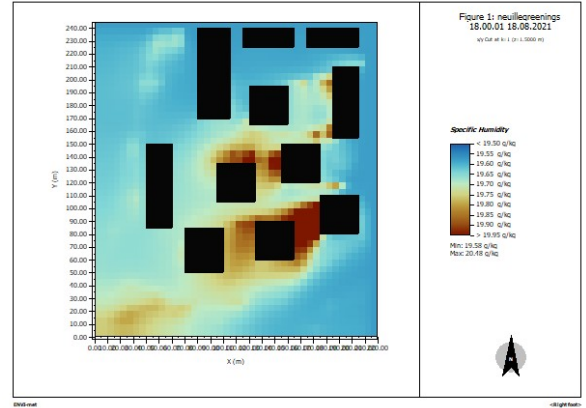 Figure 1: neuillegreenings
18.00.01 18.08.2021
x/y Cut at k=1 (z=1.5000 m)
240.00
230.00
220.00
210.00
200.00
190.00
180.00
170.00
160.00
150.00
140.00
130.00
120.00
110.00
100.00
90.00
80.00
70.00
60.00
50.00
40.00
30.00
20.00
10.00
0.00
Y (m)
X (m)
Specific Humidity
< 19.50 g/kg
19.55 g/kg
19.60 g/kg
19.65 g/kg
19.70 g/kg
19.75 g/kg
19.80 g/kg
19.85 g/kg
19.90 g/kg
> 19.95 g/kg
Min: 19.58 g/kg
Max: 20.48 g/kg
N
ENVI-met
<Right foot>